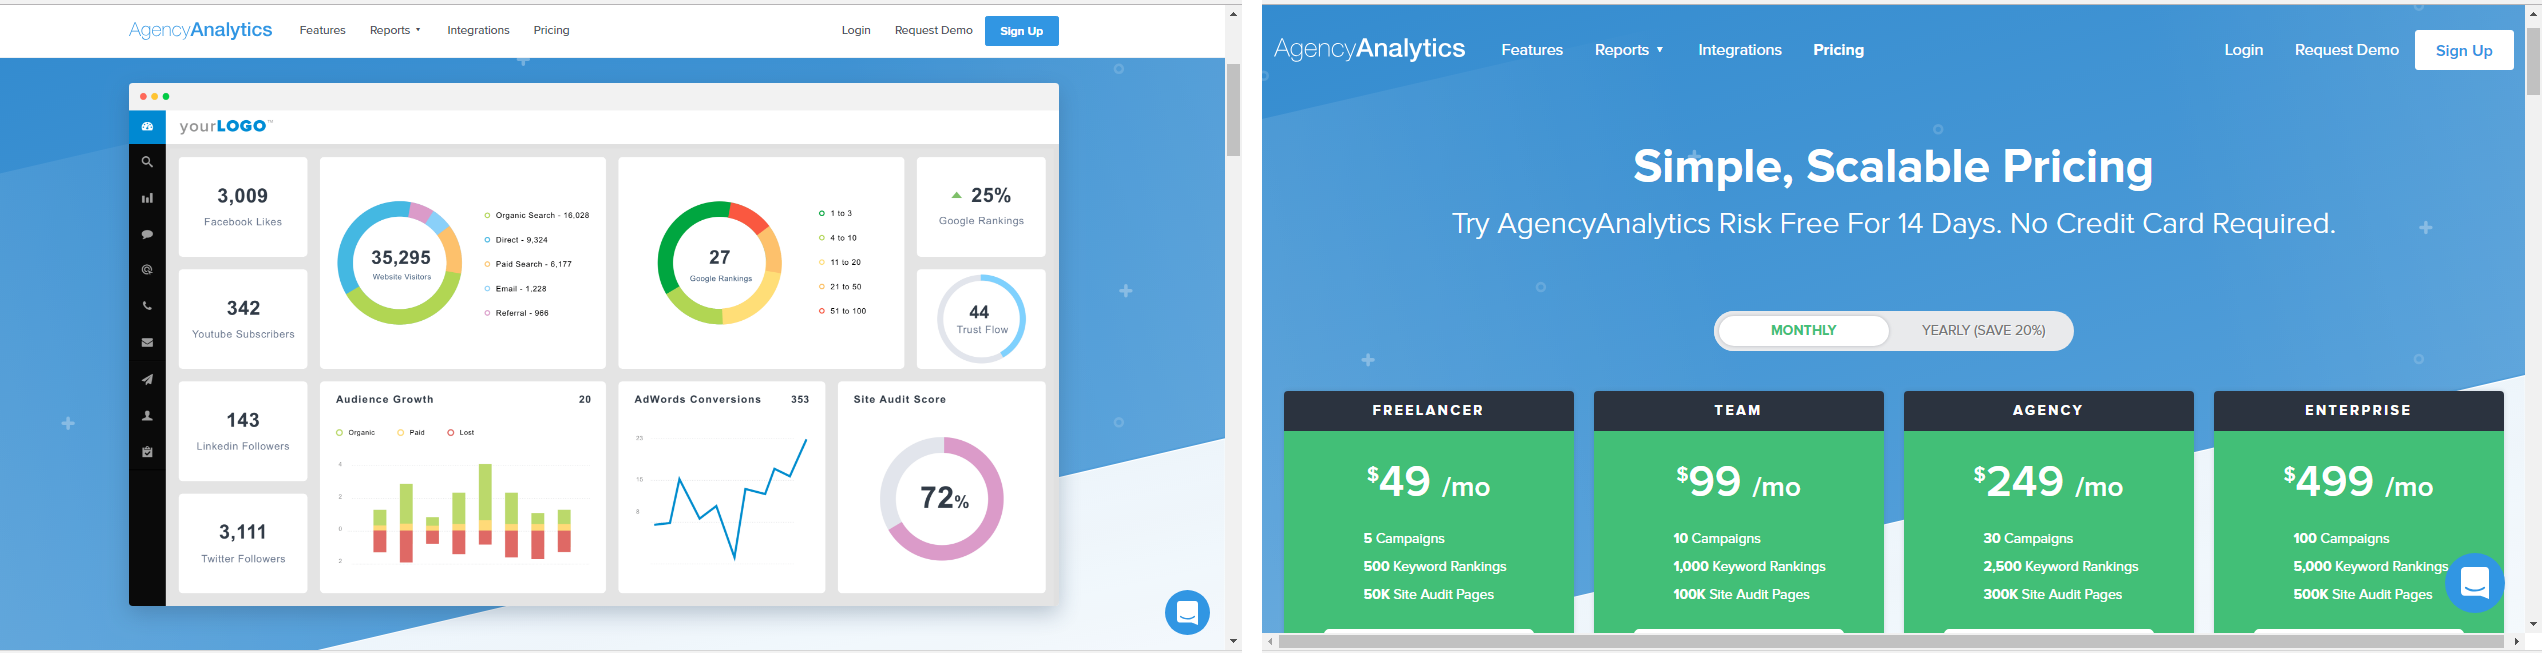 AgencyAnalytics Features Reports Integrations Pricing Login Request Demo Sign Up
yourLOGO™
3,009
Facebook Likes
342
Youtube Subscribers
143
Linkedin Followers
3,111
Twitter Followers
35,295
Website Visitors
Organic Search - 16,028
Direct - 9,324
Paid Search - 6,177
Email - 1,228
Referral - 966
27
Google Rankings
1 to 3
4 to 10
11 to 20
21 to 50
51 to 100
25%
Google Rankings
44
Trust Flow
Audience Growth 20
Organic Paid Lost
4
2
0
2
AdWords Conversions 353
23
15
8
Site Audit Score
72%
AgencyAnalytics Features Reports Integrations Pricing Login Request Demo Sign Up
Simple, Scalable Pricing
Try AgencyAnalytics Risk Free For 14 Days. No Credit Card Required.
MONTHLY YEARLY (SAVE 20%)
FREELANCER
$49 /mo
5 Campaigns
500 Keyword Rankings
50K Site Audit Pages
TEAM
$99 /mo
10 Campaigns
1,000 Keyword Rankings
100K Site Audit Pages
AGENCY
$249 /mo
30 Campaigns
2,500 Keyword Rankings
300K Site Audit Pages
ENTERPRISE
$499 /mo
100 Campaigns
5,000 Keyword Rankings
500K Site Audit Pages